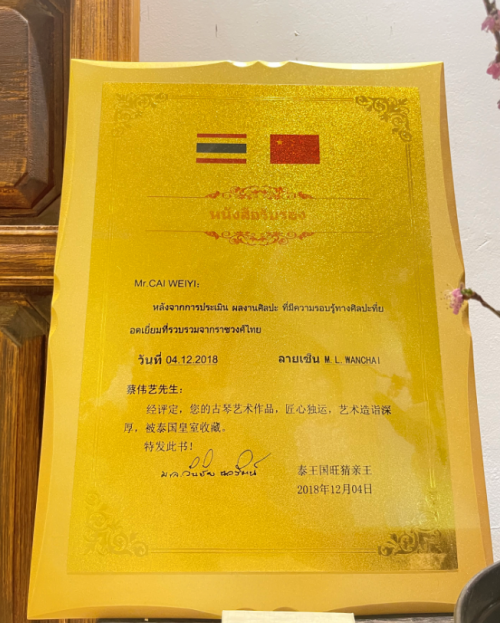 หนังสือรับรอง
Mr.CAI WEIYI:
หลังจากการประเมิน ผลงานศิลปะ ที่มีความรอบรู้ทางศิลปะที่ย
อดเยี่ยมที่รวบรวมจากราชวงศ์ไทย
วันที่ 04.12.2018 ลายเซ็น M.L.WANCHAI
蔡伟艺先生：
经评定，您的古琴艺术作品，匠心独运，艺术造诣深
厚，被泰国皇室收藏。
特发此书！
泰王国旺猜亲王
2018年12月04日